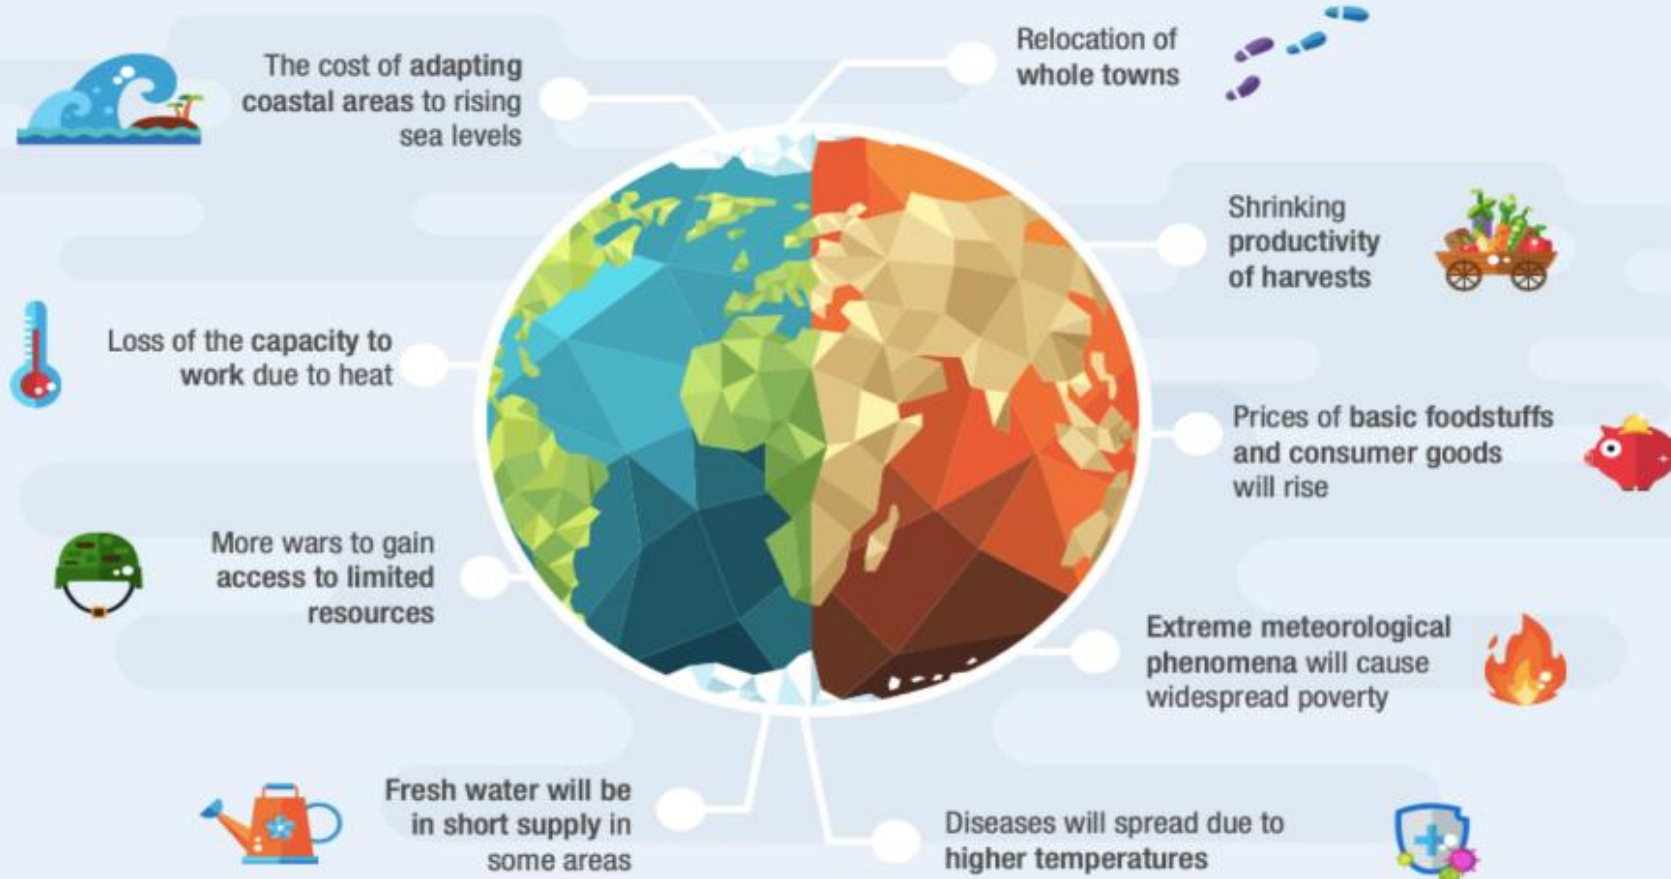 The cost of adapting
coastal areas to rising
sea levels
Relocation of
whole towns
Shrinking
productivity
of harvests
Loss of the capacity to
work due to heat
Prices of basic foodstuffs
and consumer goods
will rise
More wars to gain
access to limited
resources
Extreme meteorological
phenomena will cause
widespread poverty
Fresh water will be
in short supply in
some areas
Diseases will spread due to
higher temperatures